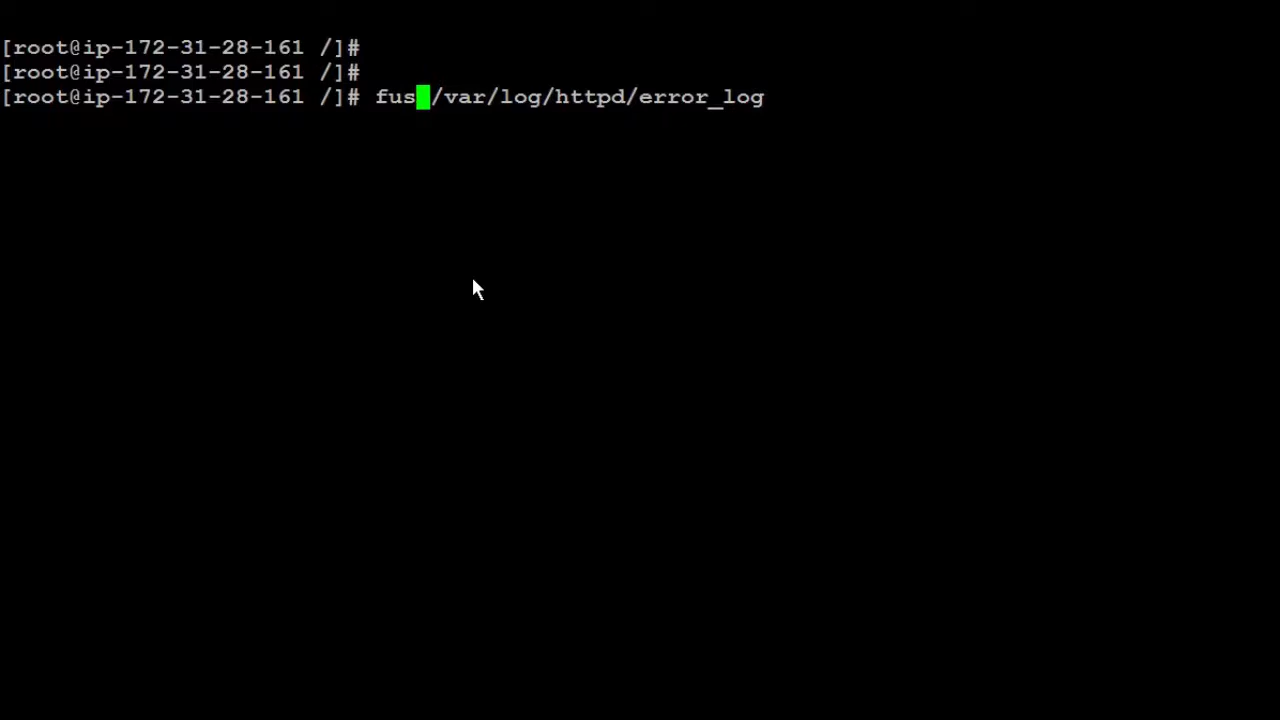 [root@ip-172-31-28-161 /]#
[root@ip-172-31-28-161 /]#
[root@ip-172-31-28-161 /]# fus /var/log/httpd/error_log